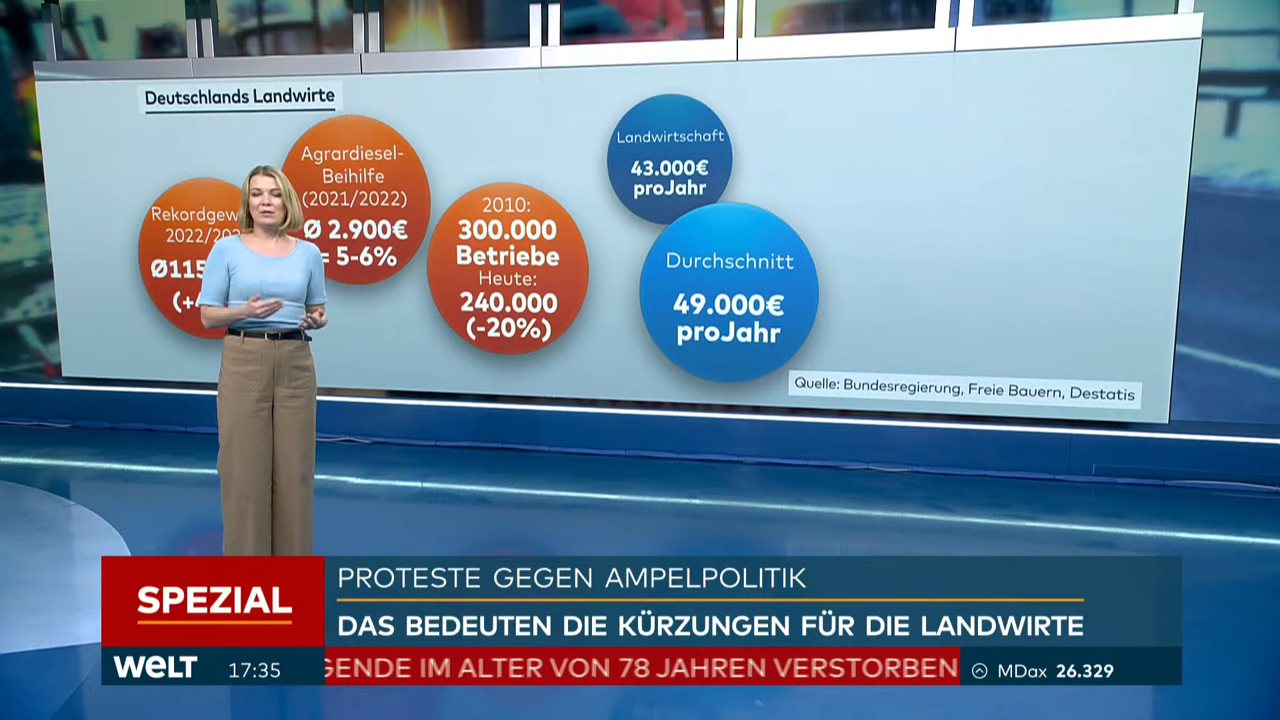 Deutschlands Landwirte
2022/
Ø115
Agrardiesel-
Beihilfe
(2021/2022)
Ø 2.900€
= 5-6%
2010:
300.000
Betriebe
Heute:
240.000
(-20%)
Landwirtschaft
43.000€
proJahr
Durchschnitt
49.000€
proJahr
Quelle: Bundesregierung, Freie Bauern, Destatis
SPEZIAL
PROTESTE GEGEN AMPELPOLITIK
DAS BEDEUTEN DIE KÜRZUNGEN FÜR DIE LANDWIRTE
welt 17:35 GENDE IM ALTER VON 78 JAHREN VERSTORBEN MDax 26.329